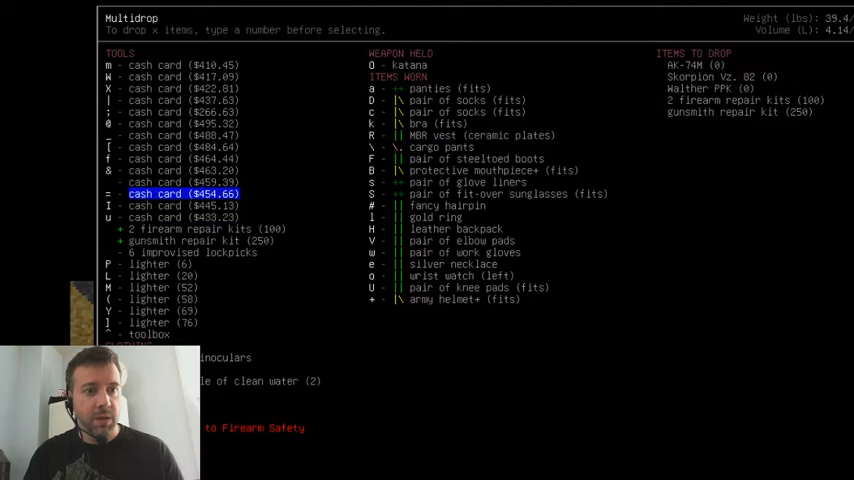 Multidrop
To drop x items, type a number before selecting.
Weight (lbs): 39.4/
Volume (L): 4.14/
TOOLS
m - cash card ($410.45)
W - cash card ($417.09)
X - cash card ($422.81)
| - cash card ($437.63)
; - cash card ($266.63)
@ - cash card ($495.32)
_ - cash card ($488.47)
[ - cash card ($484.64)
f - cash card ($464.44)
& - cash card ($463.20)
- cash card ($459.39)
= - cash card ($454.66)
I - cash card ($445.13)
u - cash card ($433.23)
+ 2 firearm repair kits (100)
+ gunsmith repair kit (250)
- 6 improvised lockpicks
P - lighter (6)
L - lighter (20)
M - lighter (52)
( - lighter (58)
Y - lighter (69)
] - lighter (76)
^ - toolbox
inoculars
le of clean water (2)
to Firearm Safety
WEAPON HELD
O - katana
ITEMS WORN
a - ++ panties (fits)
D - |\ pair of socks (fits)
c - |\ pair of socks (fits)
k - |\ bra (fits)
R - || MBR vest (ceramic plates)
\ - \. cargo pants
F - || pair of steeltoed boots
B - |\ protective mouthpiece+ (fits)
s - ++ pair of glove liners
S - ++ pair of fit-over sunglasses (fits)
# - || fancy hairpin
l - || gold ring
H - || leather backpack
V - || pair of elbow pads
w - || pair of work gloves
e - || silver necklace
o - || wrist watch (left)
U - || pair of knee pads (fits)
+ - |\ army helmet+ (fits)
ITEMS TO DROP
AK-74M (0)
Skorpion Vz. 82 (0)
Walther PPK (0)
2 firearm repair kits (100)
gunsmith repair kit (250)